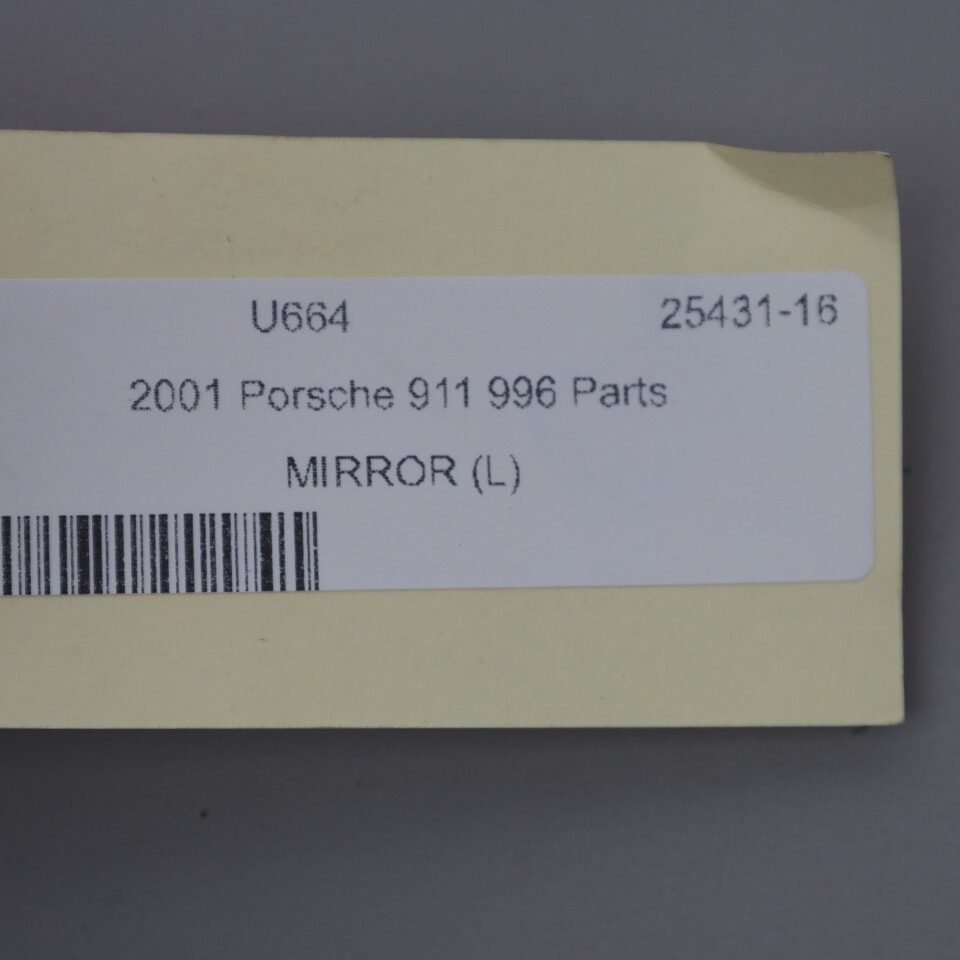 U664 25431-16
2001 Porsche 911 996 Parts
MIRROR (L)